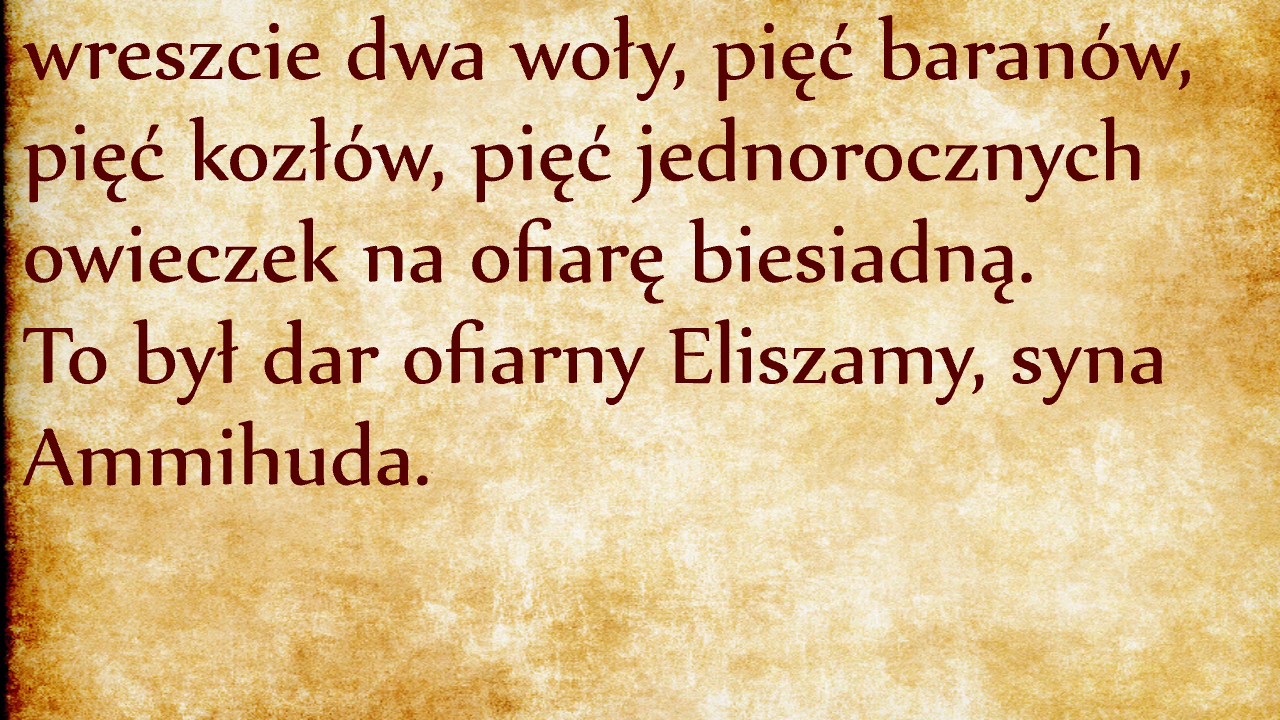 wreszcie dwa woły, pięć baranów,
pięć kozłów, pięć jednorocznych
owieczek na ofiarę biesiadną.
To był dar ofiarny Eliszamy, syna
Ammihuda.